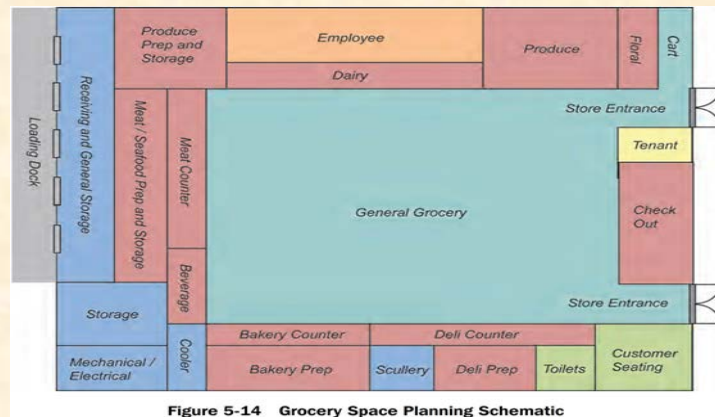 Loading Dock
Receiving and General Storage
Produce
Prep and
Storage
Employee
Dairy
Produce
Floral
Cart
Store Entrance
Meat / Seafood Prep and Storage
Meat Counter
Tenant
General Grocery
Check
Out
Beverage
Store Entrance
Storage
Cooler
Bakery Counter
Deli Counter
Mechanical /
Electrical
Bakery Prep
Scullery
Deli Prep
Toilets
Customer
Seating
Figure 5-14 Grocery Space Planning Schematic